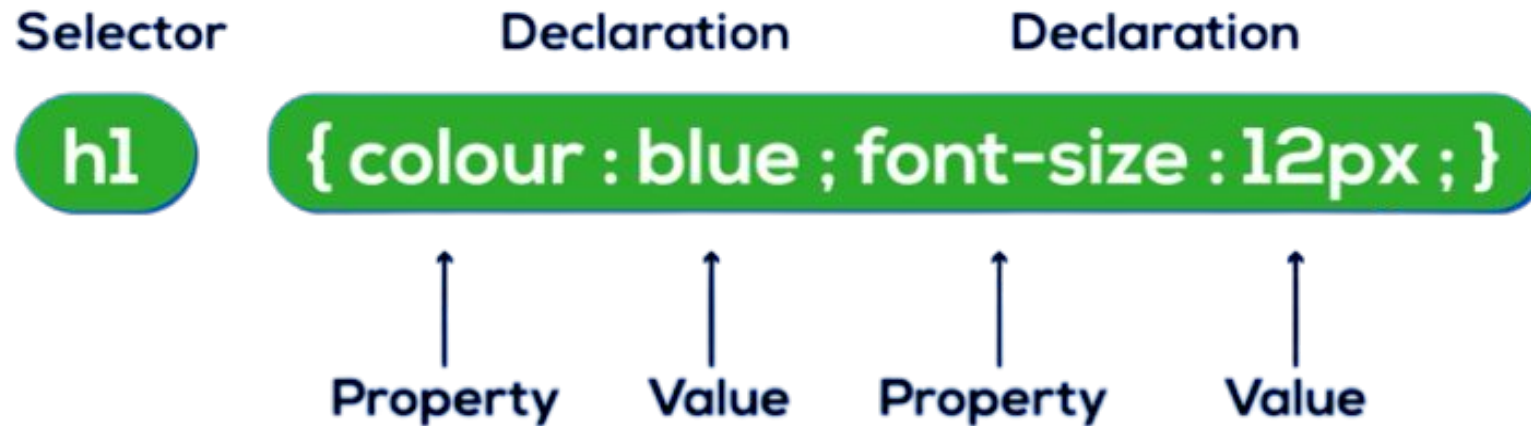 Selector Declaration Declaration
h1 { colour : blue ; font-size : 12px ; }
Property Value Property Value